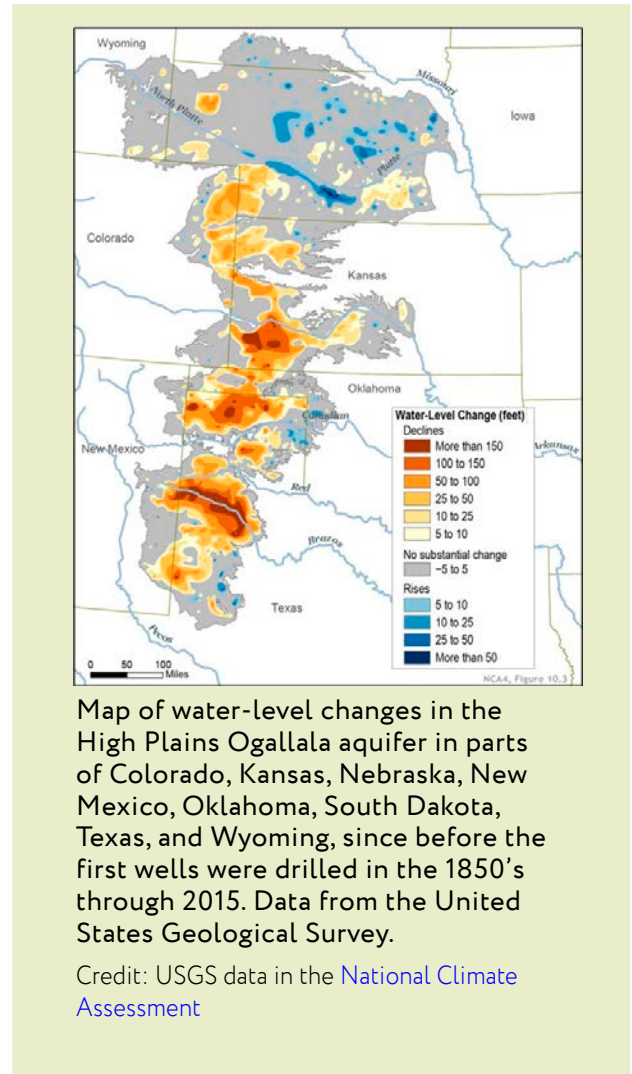 Wyoming
Missouri
North Platte
Iowa
Platte
Colorado
Kansas
Oklahoma
Canadian
New Mexico
Arkansas
Red
Brazos
Texas
Pecos
Water-Level Change (feet)
Declines
More than 150
100 to 150
50 to 100
25 to 50
10 to 25
5 to 10
No substantial change
−5 to 5
Rises
5 to 10
10 to 25
25 to 50
More than 50
0 50 100
Miles
NCA4, Figure 10.3
Map of water-level changes in the
High Plains Ogallala aquifer in parts
of Colorado, Kansas, Nebraska, New
Mexico, Oklahoma, South Dakota,
Texas, and Wyoming, since before the
first wells were drilled in the 1850’s
through 2015. Data from the United
States Geological Survey.
Credit: USGS data in the National Climate
Assessment